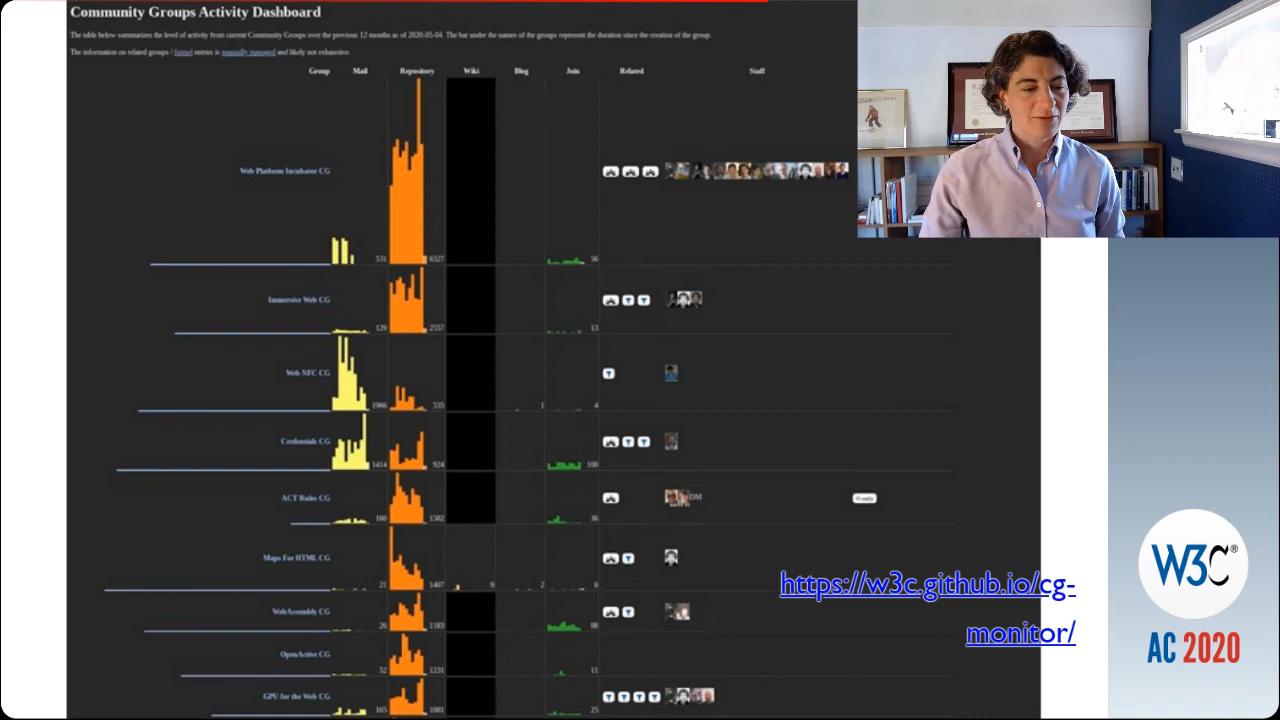 Community Groups Activity Dashboard
The table below summarizes the level of activity from current Community Groups over the previous 12 months as of 2020-05-04. The bar under the names of the groups represent the duration since the creation of the group.
The information on related groups / funnel entries is manually managed and likely not exhaustive.
Group Mail Repository Wiki Blog Join Related Staff
Web Platform Incubator CG 531 6327 56
Immersive Web CG 129 2557 13
Web NFC CG 1966 535 1 4
Credentials CG 1414 924 100
ACT Rules CG 160 1582 DM 36
Maps For HTML CG 21 1407 9 2 6
WebAssembly CG 26 1183 98
OpenActive CG 52 1231 11
GPU for the Web CG 165 1081 25
https://w3c.github.io/cg-
monitor/
W3C®
AC 2020